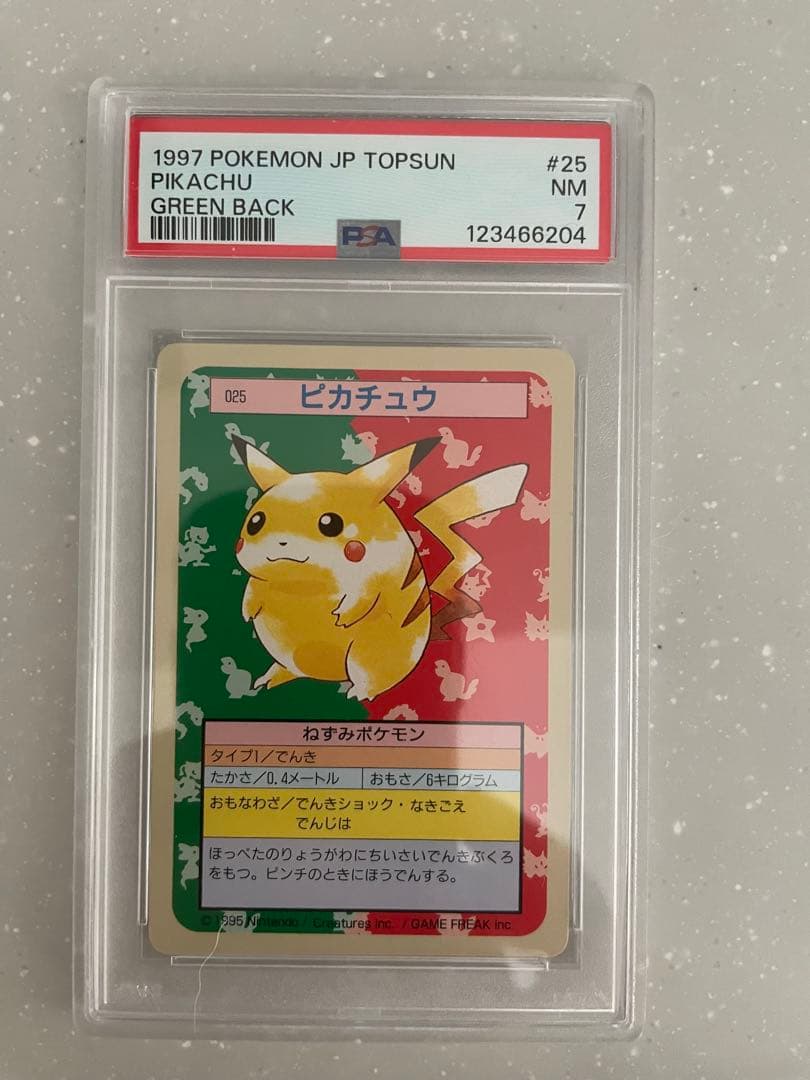 1997 POKEMON JP TOPSUN #25
PIKACHU NM
GREEN BACK 7
PSA 123466204
025 ピカチュウ
ねずみポケモン
タイプ1/でんき
たかさ/0.4メートル おもさ/6キログラム
おもなわざ/でんきショック・なきごえ
でんじは
ほっぺたのりょうがわにちいさいでんきぶくろ
をもつ。ピンチのときにほうでんする。
©1995 Nintendo / Creatures inc. / GAME FREAK inc.